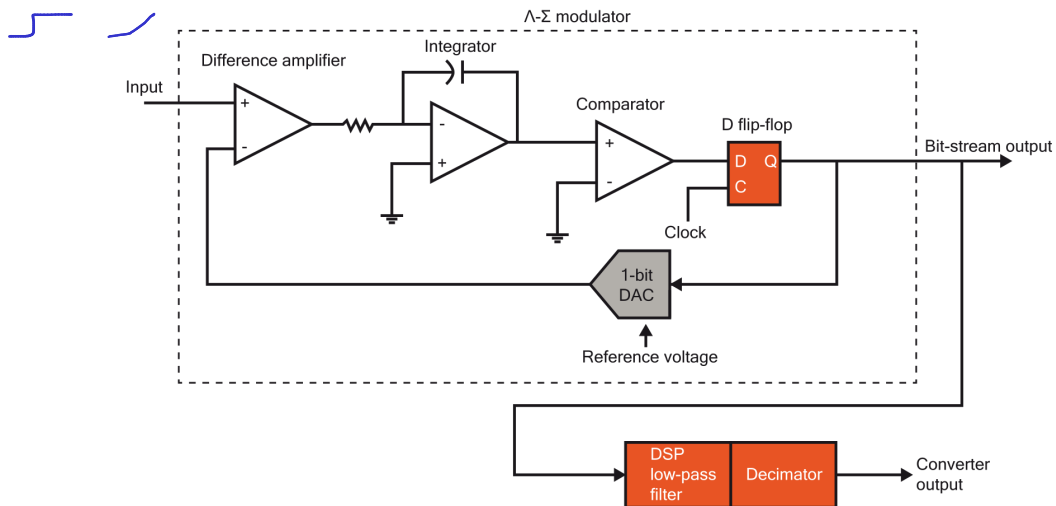 Λ-Σ modulator
Integrator
Difference amplifier
Input
+
-
-
+
Comparator
+
-
D flip-flop
D Q
C
Clock
Bit-stream output
1-bit
DAC
Reference voltage
DSP
low-pass
filter
Decimator
Converter
output